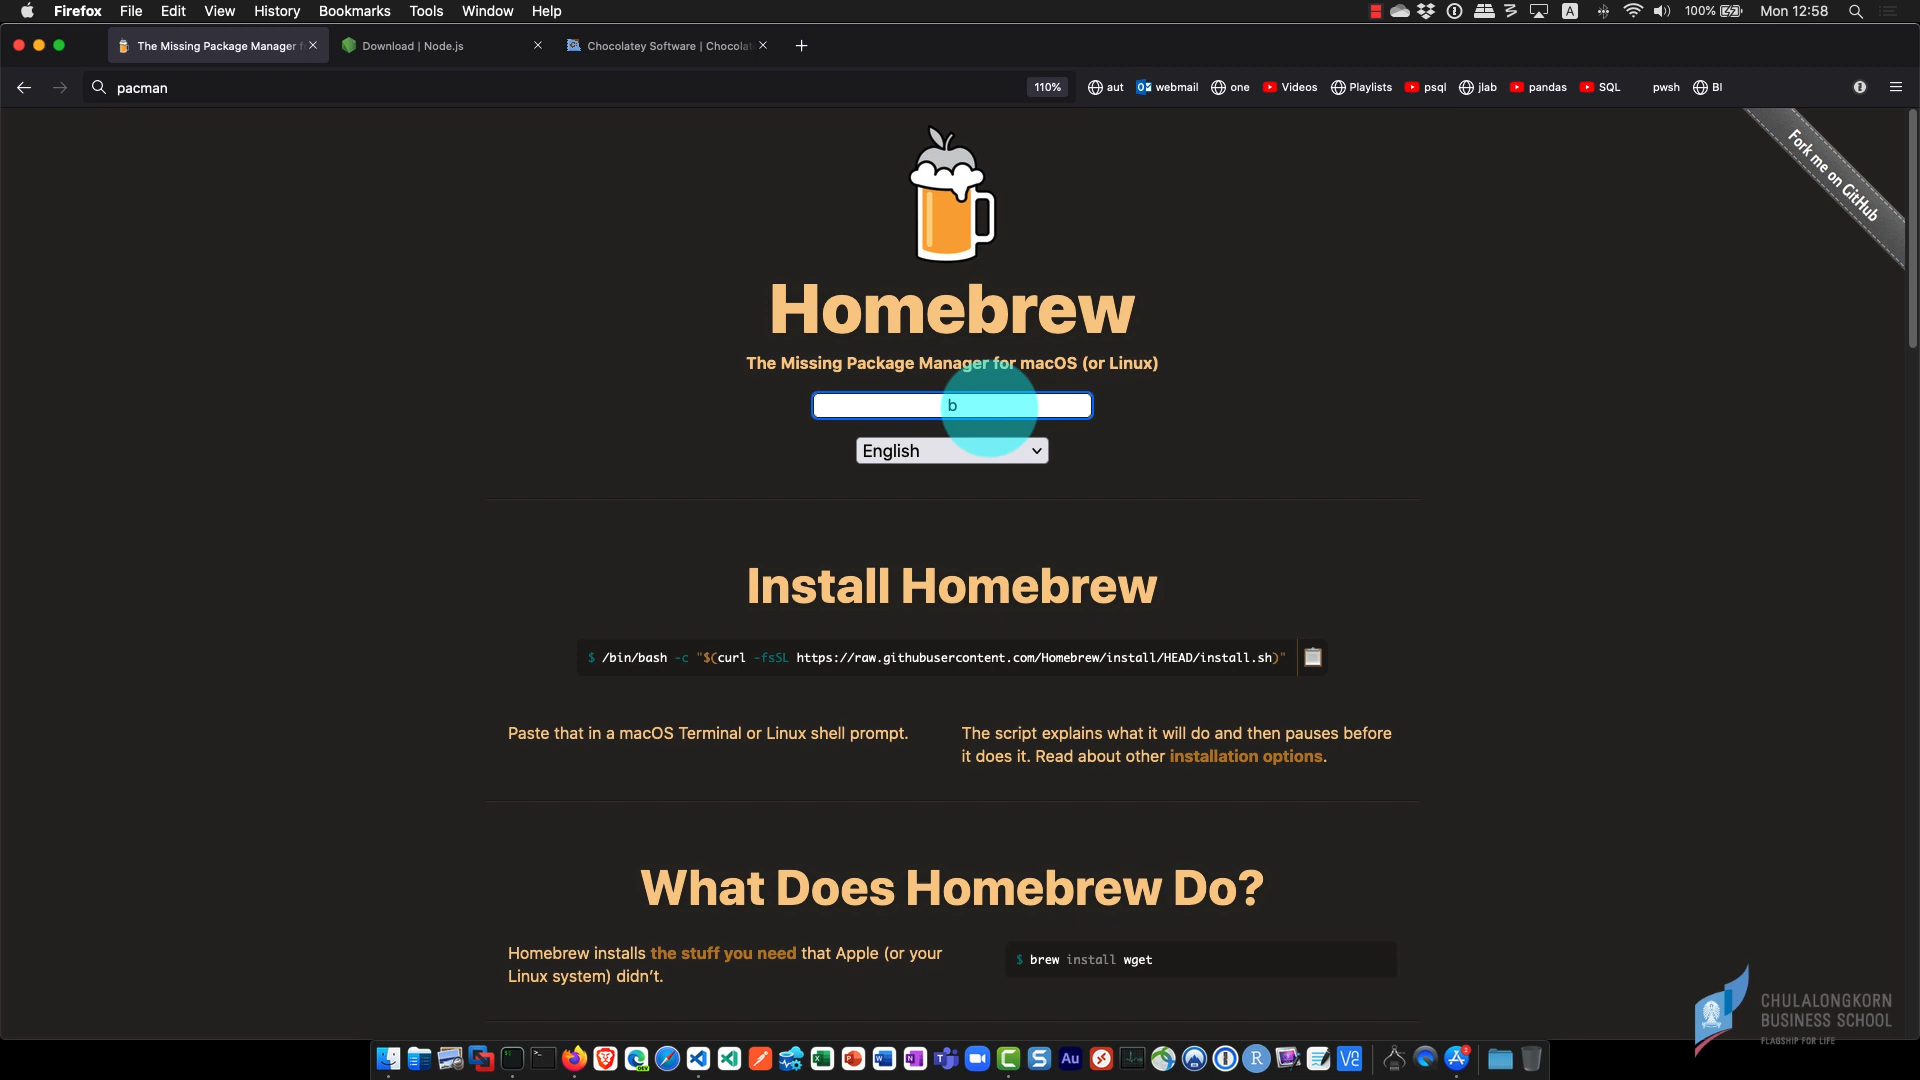 Firefox File Edit View History Bookmarks Tools Window Help
100% Mon 12:58
The Missing Package Manager f
Download | Node.js
Chocolatey Software | Chocolat
pacman
110%
aut webmail one Videos Playlists psql jlab pandas SQL pwsh BI
Fork me on GitHub
Homebrew
The Missing Package Manager for macOS (or Linux)
b
English
Install Homebrew
$ /bin/bash -c "$(curl -fsSL https://raw.githubusercontent.com/Homebrew/install/HEAD/install.sh)"
Paste that in a macOS Terminal or Linux shell prompt.
The script explains what it will do and then pauses before
it does it. Read about other installation options.
What Does Homebrew Do?
Homebrew installs the stuff you need that Apple (or your
Linux system) didn’t.
$ brew install wget
CHULALONGKORN
BUSINESS SCHOOL
FLAGSHIP FOR LIFE